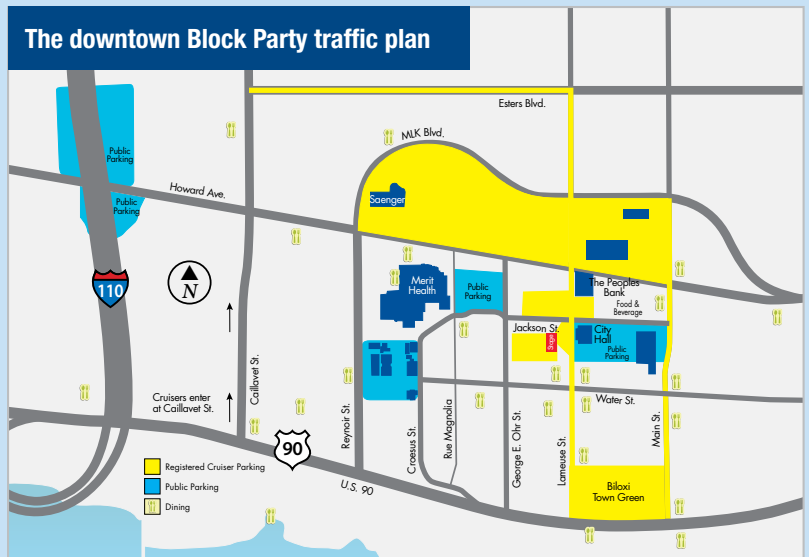 The downtown Block Party traffic plan
Esters Blvd.
MLK Blvd.
Public
Parking
Howard Ave.
Public
Parking
Saenger
110
N
Merit
Health
Public
Parking
The Peoples
Bank
Food &
Beverage
Jackson St.
Stage
City
Hall
Public
Parking
Cruisers enter
at Caillavet St.
Caillavet St.
Reynoir St.
Croesus St.
Rue Magnolia
George E. Ohr St.
Lameuse St.
Water St.
Main St.
90
U.S. 90
Registered Cruiser Parking
Public Parking
Dining
Biloxi
Town Green